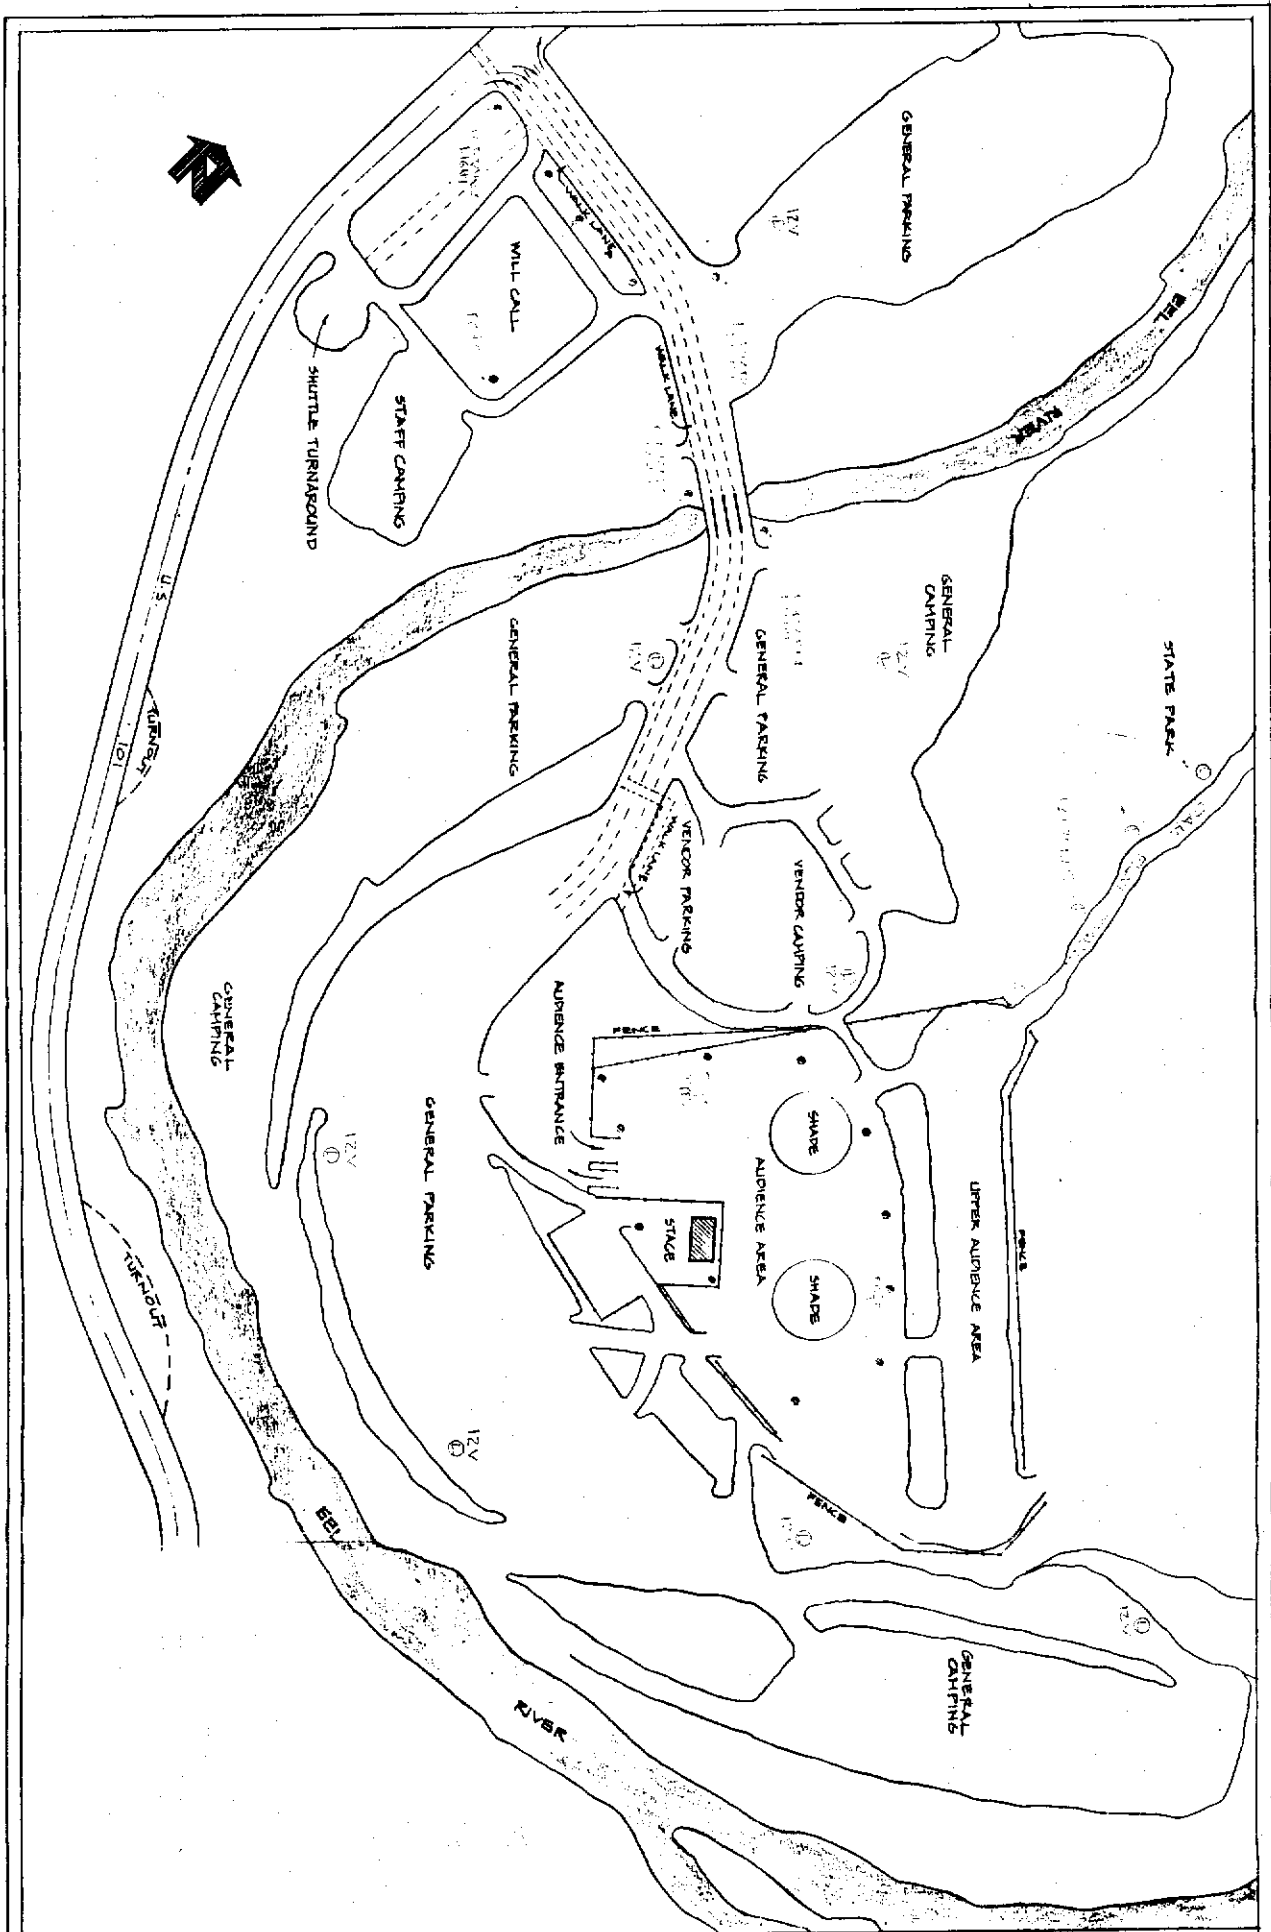 GENERAL PARKING
EEL
RIVER
12V
WALK LANE
WILL CALL
WALK LANE
STAFF CAMPING
SHUTTLE TURNAROUND
U.S.
101
TURNOUT
STATE PARK
GENERAL
CAMPING
12V
GENERAL PARKING
GENERAL PARKING
12V
VENDOR PARKING
WALK LANE
VENDOR CAMPING
12V
AUDIENCE ENTRANCE
FENCE
GENERAL
CAMPING
GENERAL PARKING
12V
SHADE
AUDIENCE AREA
STAGE
SHADE
UPPER AUDIENCE AREA
FENCE
TURNOUT
12V
FENCE
12V
EEL
RIVER
GENERAL
CAMPING
12V